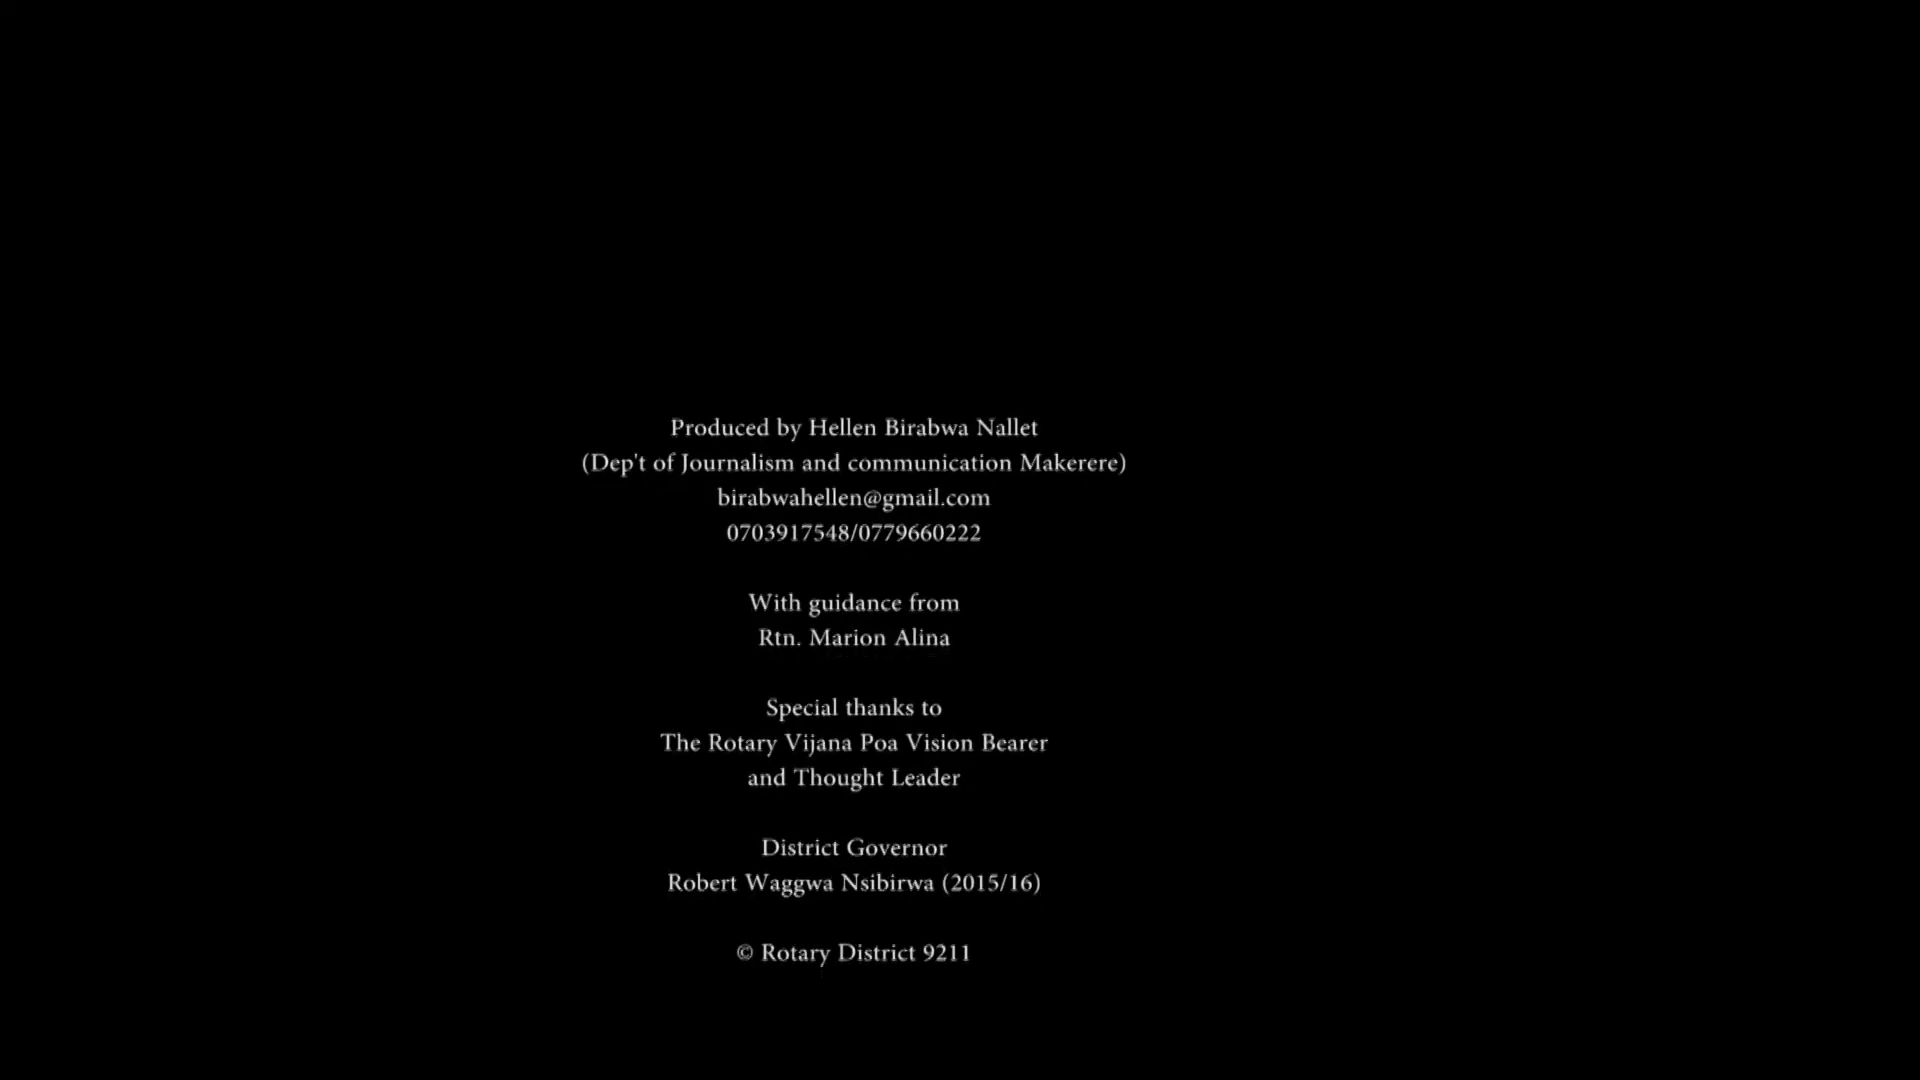 Produced by Hellen Birabwa Nallet
(Dep't of Journalism and communication Makerere)
birabwahellen@gmail.com
0703917548/0779660222
With guidance from
Rtn. Marion Alina
Special thanks to
The Rotary Vijana Poa Vision Bearer
and Thought Leader
District Governor
Robert Waggwa Nsibirwa (2015/16)
© Rotary District 9211